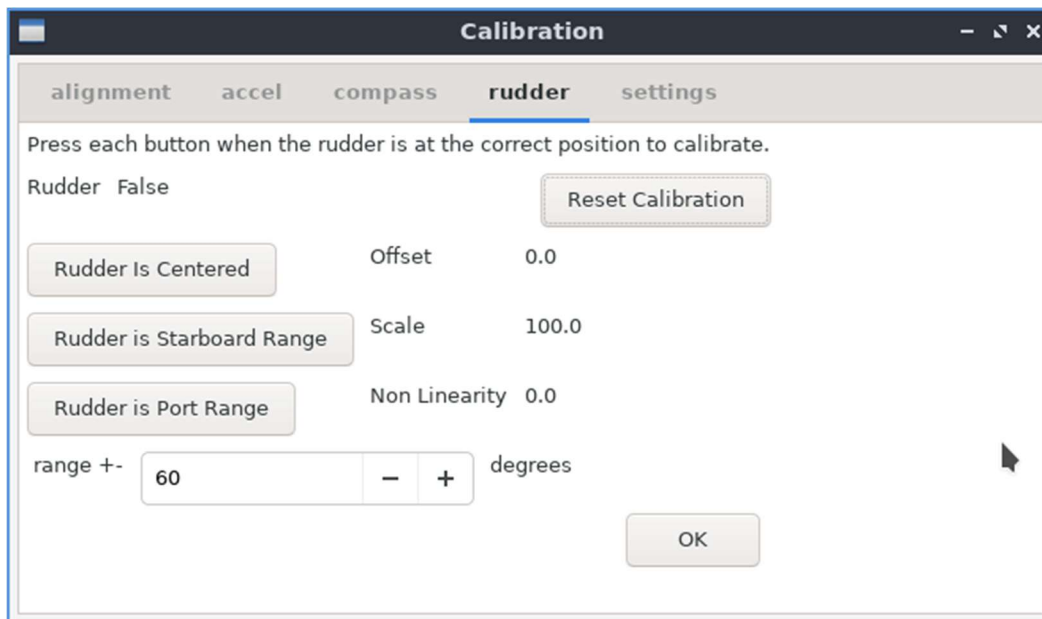 Calibration
alignment accel compass rudder settings
Press each button when the rudder is at the correct position to calibrate.
Rudder False
Reset Calibration
Rudder Is Centered
Offset 0.0
Rudder is Starboard Range
Scale 100.0
Rudder is Port Range
Non Linearity 0.0
range +- 60 − + degrees
OK